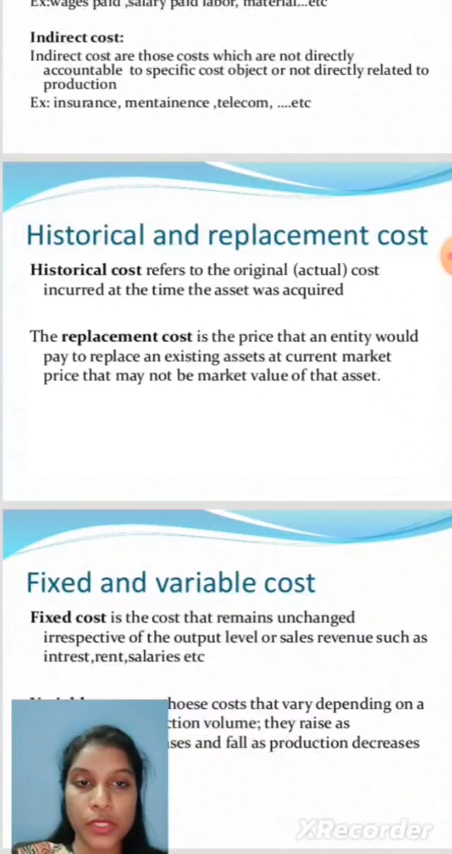 Ex:wages paid ,salary paid labor, material...etc
Indirect cost:
Indirect cost are those costs which are not directly
accountable to specific cost object or not directly related to
production
Ex: insurance, mentainence ,telecom, ....etc
Historical and replacement cost
Historical cost refers to the original (actual) cost
incurred at the time the asset was acquired
The replacement cost is the price that an entity would
pay to replace an existing assets at current market
price that may not be market value of that asset.
Fixed and variable cost
Fixed cost is the cost that remains unchanged
irrespective of the output level or sales revenue such as
intrest,rent,salaries etc
hoese costs that vary depending on a
ction volume; they raise as
ses and fall as production decreases
XRecorder